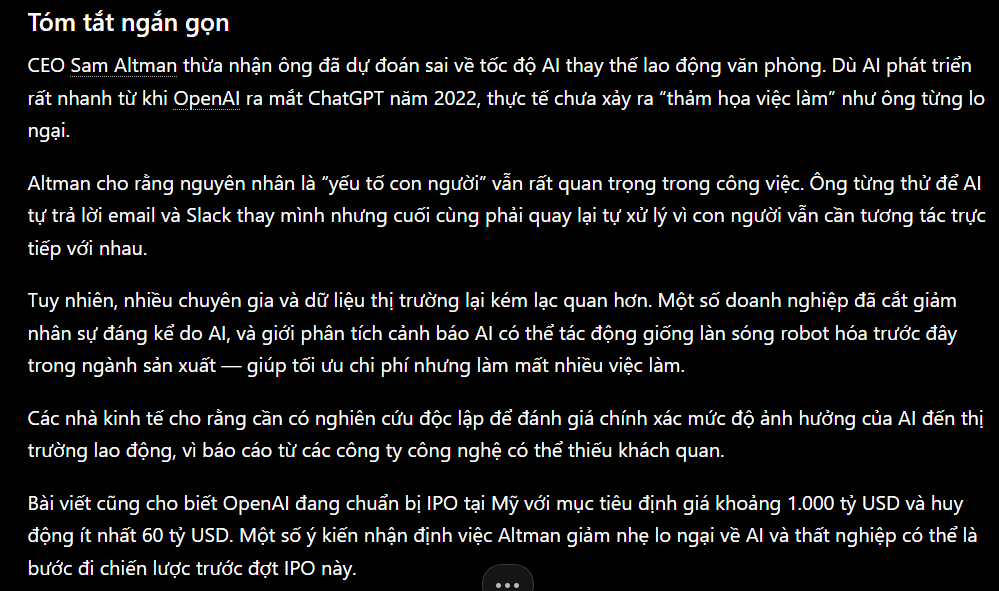 Tóm tắt ngắn gọn
CEO Sam Altman thừa nhận ông đã dự đoán sai về tốc độ AI thay thế lao động văn phòng. Dù AI phát triển
rất nhanh từ khi OpenAI ra mắt ChatGPT năm 2022, thực tế chưa xảy ra “thảm họa việc làm” như ông từng lo
ngại.
Altman cho rằng nguyên nhân là “yếu tố con người” vẫn rất quan trọng trong công việc. Ông từng thử để AI
tự trả lời email và Slack thay mình nhưng cuối cùng phải quay lại tự xử lý vì con người vẫn cần tương tác trực
tiếp với nhau.
Tuy nhiên, nhiều chuyên gia và dữ liệu thị trường lại kém lạc quan hơn. Một số doanh nghiệp đã cắt giảm
nhân sự đáng kể do AI, và giới phân tích cảnh báo AI có thể tác động giống làn sóng robot hóa trước đây
trong ngành sản xuất — giúp tối ưu chi phí nhưng làm mất nhiều việc làm.
Các nhà kinh tế cho rằng cần có nghiên cứu độc lập để đánh giá chính xác mức độ ảnh hưởng của AI đến thị
trường lao động, vì báo cáo từ các công ty công nghệ có thể thiếu khách quan.
Bài viết cũng cho biết OpenAI đang chuẩn bị IPO tại Mỹ với mục tiêu định giá khoảng 1.000 tỷ USD và huy
động ít nhất 60 tỷ USD. Một số ý kiến nhận định việc Altman giảm nhẹ lo ngại về AI và thất nghiệp có thể là
bước đi chiến lược trước đợt IPO này.